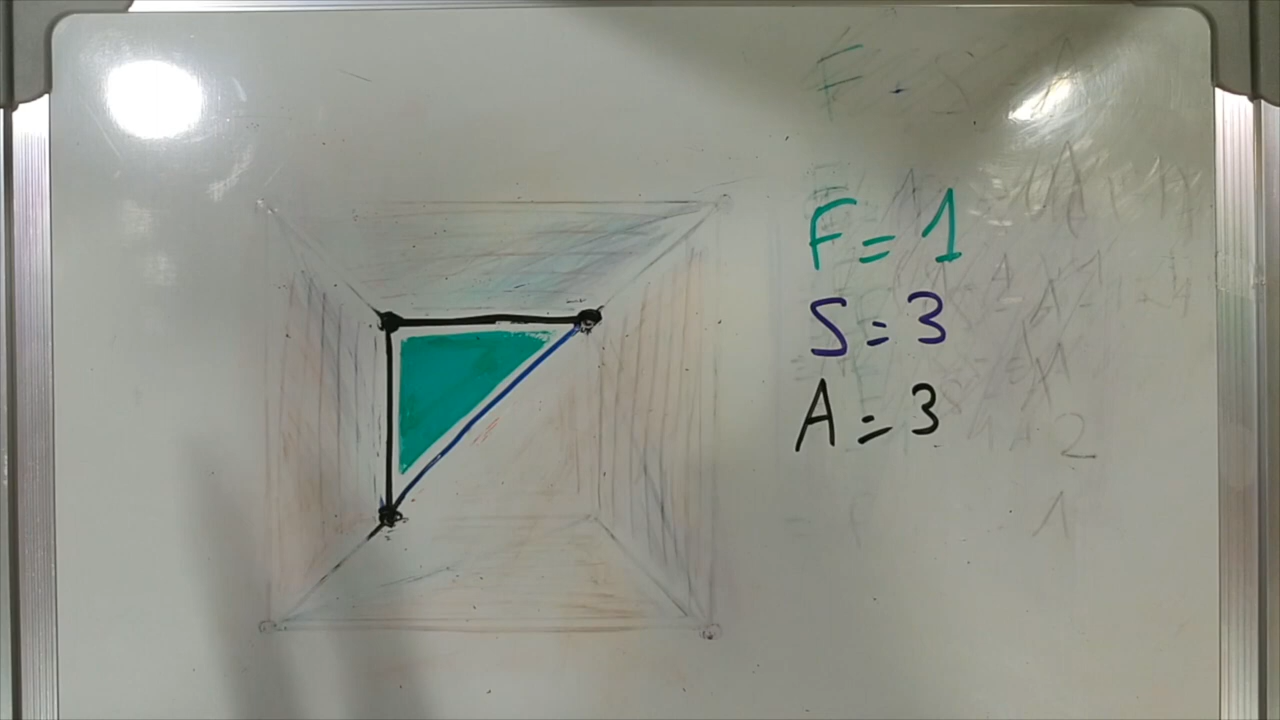 F = 1
S = 3
A = 3